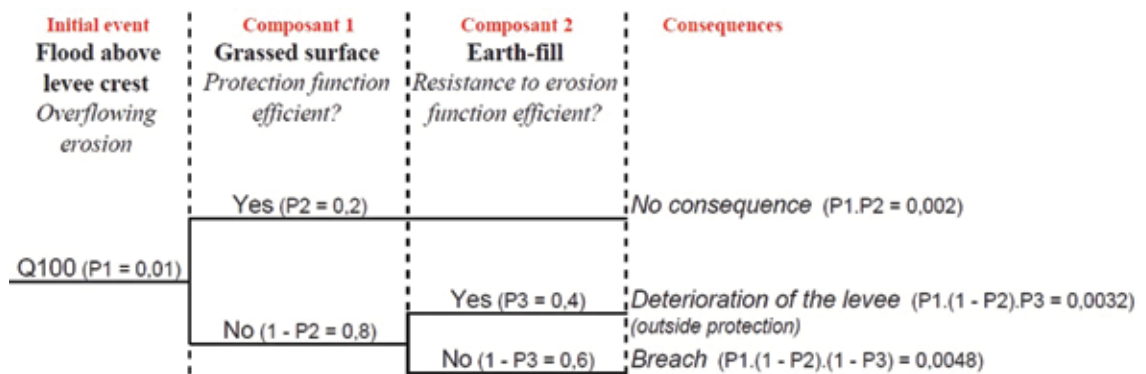 Initial event
Flood above
levee crest
Overflowing
erosion
Composant 1
Grassed surface
Protection function
efficient?
Composant 2
Earth-fill
Resistance to erosion
function efficient?
Consequences
Yes (P2 = 0,2)
No consequence (P1.P2 = 0,002)
Q100 (P1 = 0,01)
Yes (P3 = 0,4)
Deterioration of the levee (P1.(1 - P2).P3 = 0,0032)
(outside protection)
No (1 - P2 = 0,8)
No (1 - P3 = 0,6)
Breach (P1.(1 - P2).(1 - P3) = 0,0048)